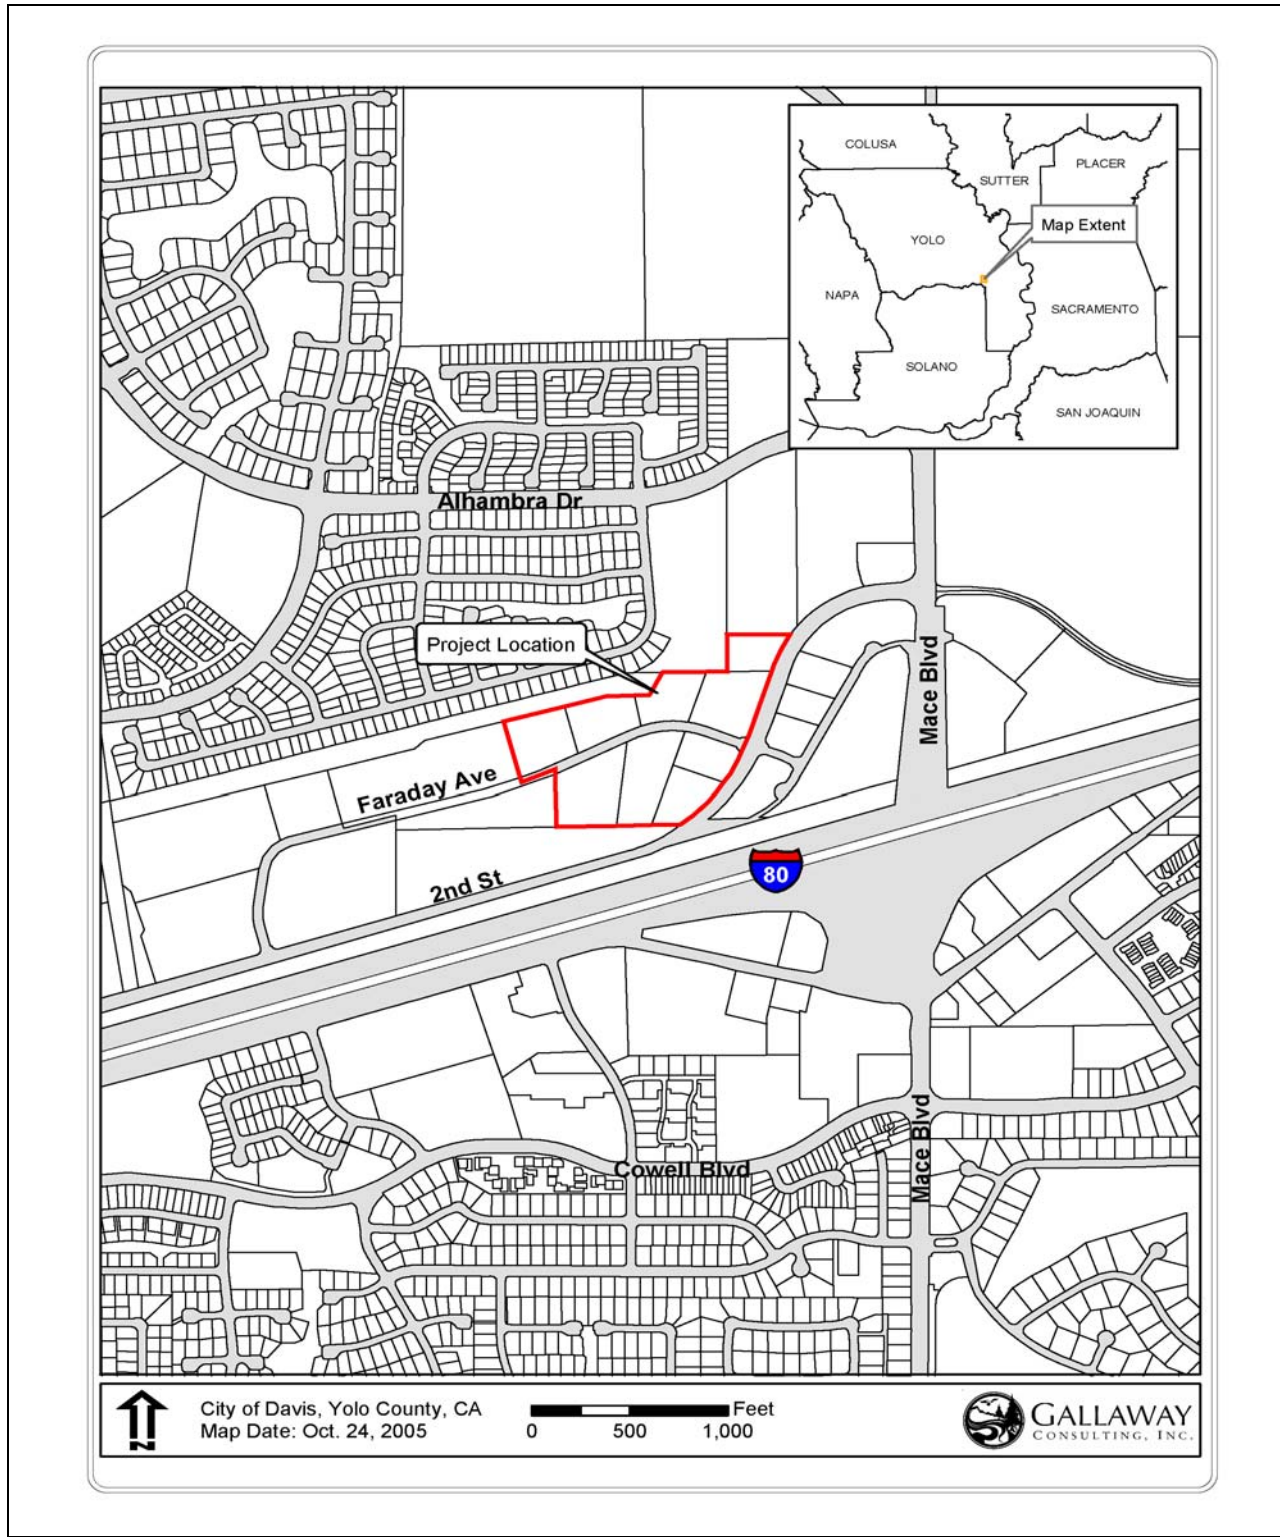 COLUSA
PLACER
SUTTER
Map Extent
YOLO
NAPA
SACRAMENTO
SOLANO
SAN JOAQUIN
Alhambra Dr
Project Location
Mace Blvd
Faraday Ave
80
2nd St
Mace Blvd
Cowell Blvd
City of Davis, Yolo County, CA
Map Date: Oct. 24, 2005
N
Feet
0 500 1,000
GALLAWAY
CONSULTING, INC.